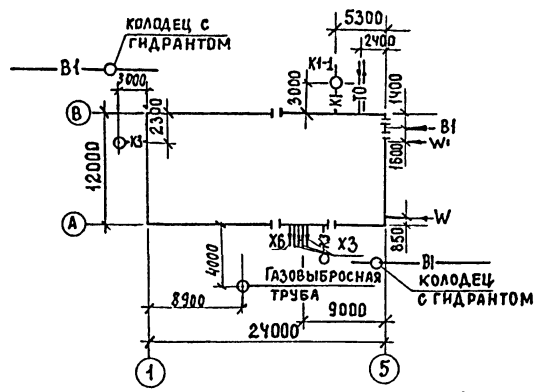 КОЛОДЕЦ С
ГИДРАНТОМ
В1
5300
2400
К1-1
3000
3000
К1
ТО
1400
В
2300
К3
В1
W1
1600
12000
А
W
850
Х6
К3
Х3
В1
4000
ГАЗОВЫБРОСНАЯ
ТРУБА
КОЛОДЕЦ
С ГИДРАНТОМ
8900
9000
24000
1
5